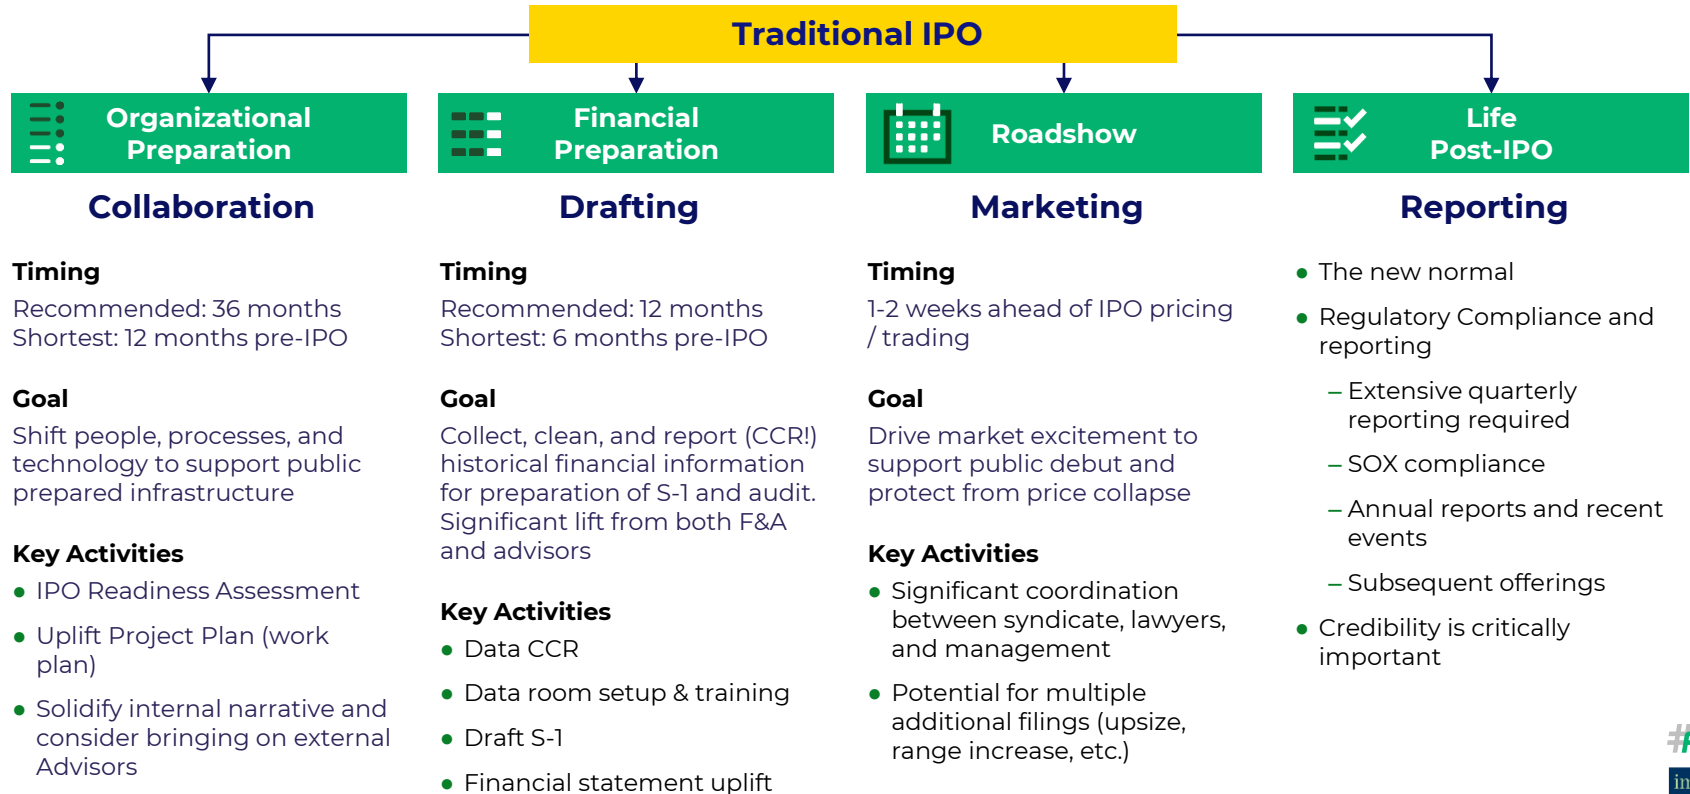 Traditional IPO
Organizational
Preparation
Collaboration
Timing
Recommended: 36 months
Shortest: 12 months pre-IPO
Goal
Shift people, processes, and
technology to support public
prepared infrastructure
Key Activities
● IPO Readiness Assessment
● Uplift Project Plan (work
plan)
● Solidify internal narrative and
consider bringing on external
Advisors
Financial
Preparation
Drafting
Timing
Recommended: 12 months
Shortest: 6 months pre-IPO
Goal
Collect, clean, and report (CCR!)
historical financial information
for preparation of S-1 and audit.
Significant lift from both F&A
and advisors
Key Activities
● Data CCR
● Data room setup & training
● Draft S-1
● Financial statement uplift
Roadshow
Marketing
Timing
1-2 weeks ahead of IPO pricing
/ trading
Goal
Drive market excitement to
support public debut and
protect from price collapse
Key Activities
● Significant coordination
between syndicate, lawyers,
and management
● Potential for multiple
additional filings (upsize,
range increase, etc.)
Life
Post-IPO
Reporting
● The new normal
● Regulatory Compliance and
reporting
– Extensive quarterly
reporting required
– SOX compliance
– Annual reports and recent
events
– Subsequent offerings
● Credibility is critically
important